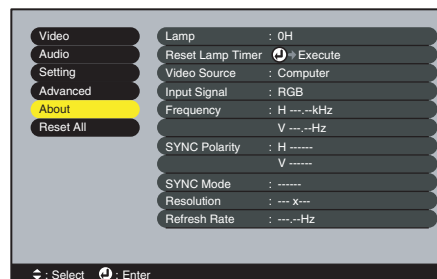 Video
Audio
Setting
Advanced
About
Reset All
Lamp : 0H
Reset Lamp Timer Execute
Video Source : Computer
Input Signal : RGB
Frequency : H ---.--kHz
V ---.--Hz
SYNC Polarity : H ------
V ------
SYNC Mode : ------
Resolution : --- x---
Refresh Rate : ---.--Hz
: Select : Enter